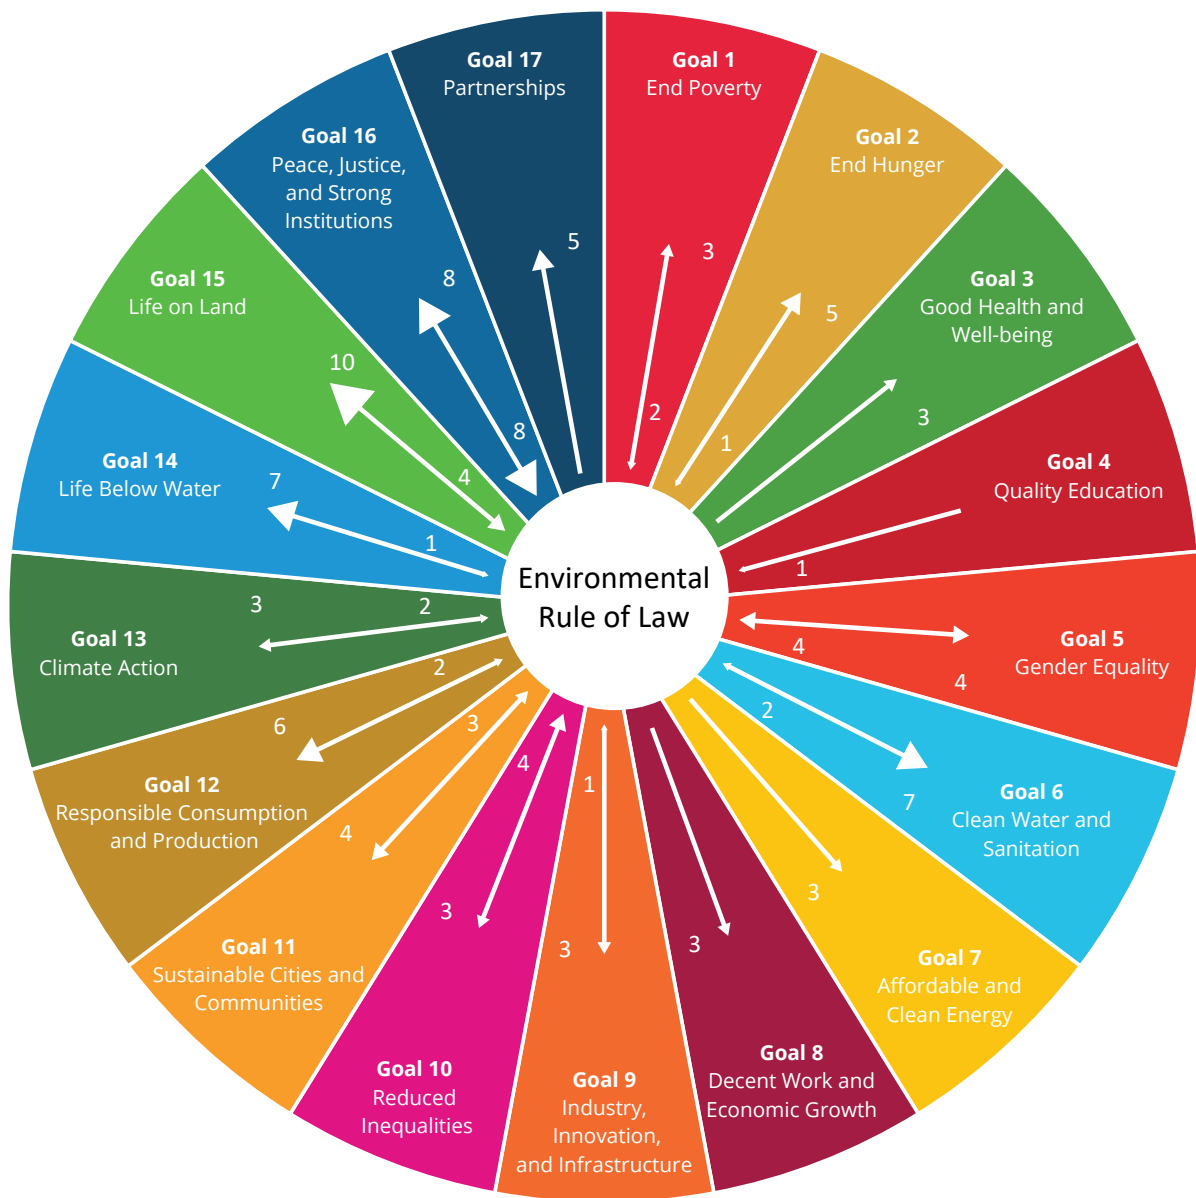 Goal 1
End Poverty
3
2
Goal 2
End Hunger
5
1
Goal 3
Good Health and
Well-being
3
Goal 4
Quality Education
1
Goal 5
Gender Equality
4
4
Goal 6
Clean Water and
Sanitation
2
7
Goal 7
Affordable and
Clean Energy
3
Goal 8
Decent Work and
Economic Growth
3
Goal 9
Industry,
Innovation,
and Infrastructure
1
3
Goal 10
Reduced
Inequalities
4
3
Goal 11
Sustainable Cities and
Communities
3
4
Goal 12
Responsible Consumption
and Production
2
6
Goal 13
Climate Action
3
2
Goal 14
Life Below Water
7
1
Goal 15
Life on Land
10
4
Goal 16
Peace, Justice,
and Strong
Institutions
8
8
Goal 17
Partnerships
5
Environmental
Rule of Law